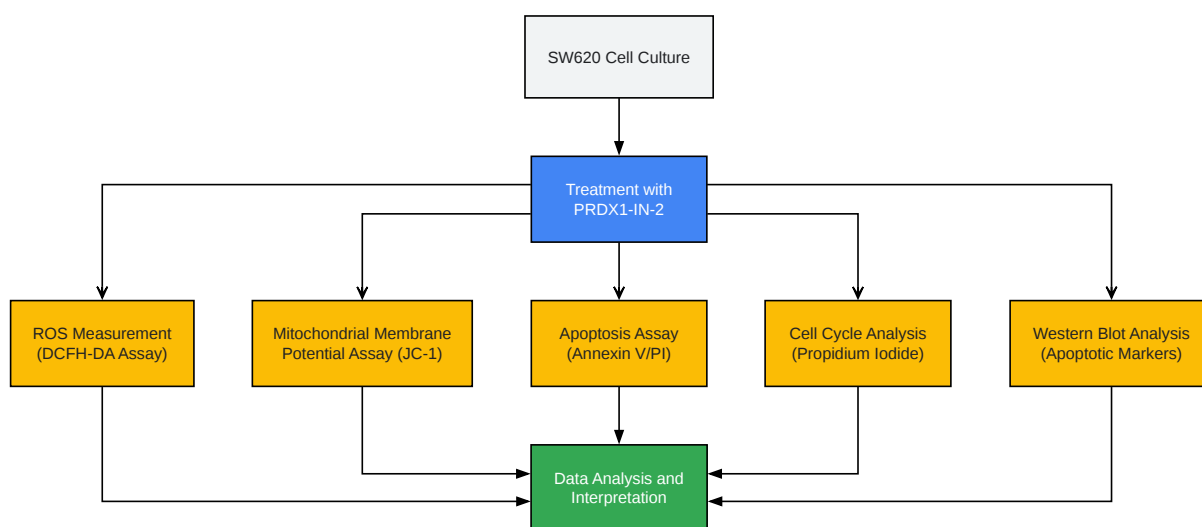 SW620 Cell Culture
Treatment with
PRDX1-IN-2
ROS Measurement
(DCFH-DA Assay)
Mitochondrial Membrane
Potential Assay (JC-1)
Apoptosis Assay
(Annexin V/PI)
Cell Cycle Analysis
(Propidium Iodide)
Western Blot Analysis
(Apoptotic Markers)
Data Analysis and
Interpretation